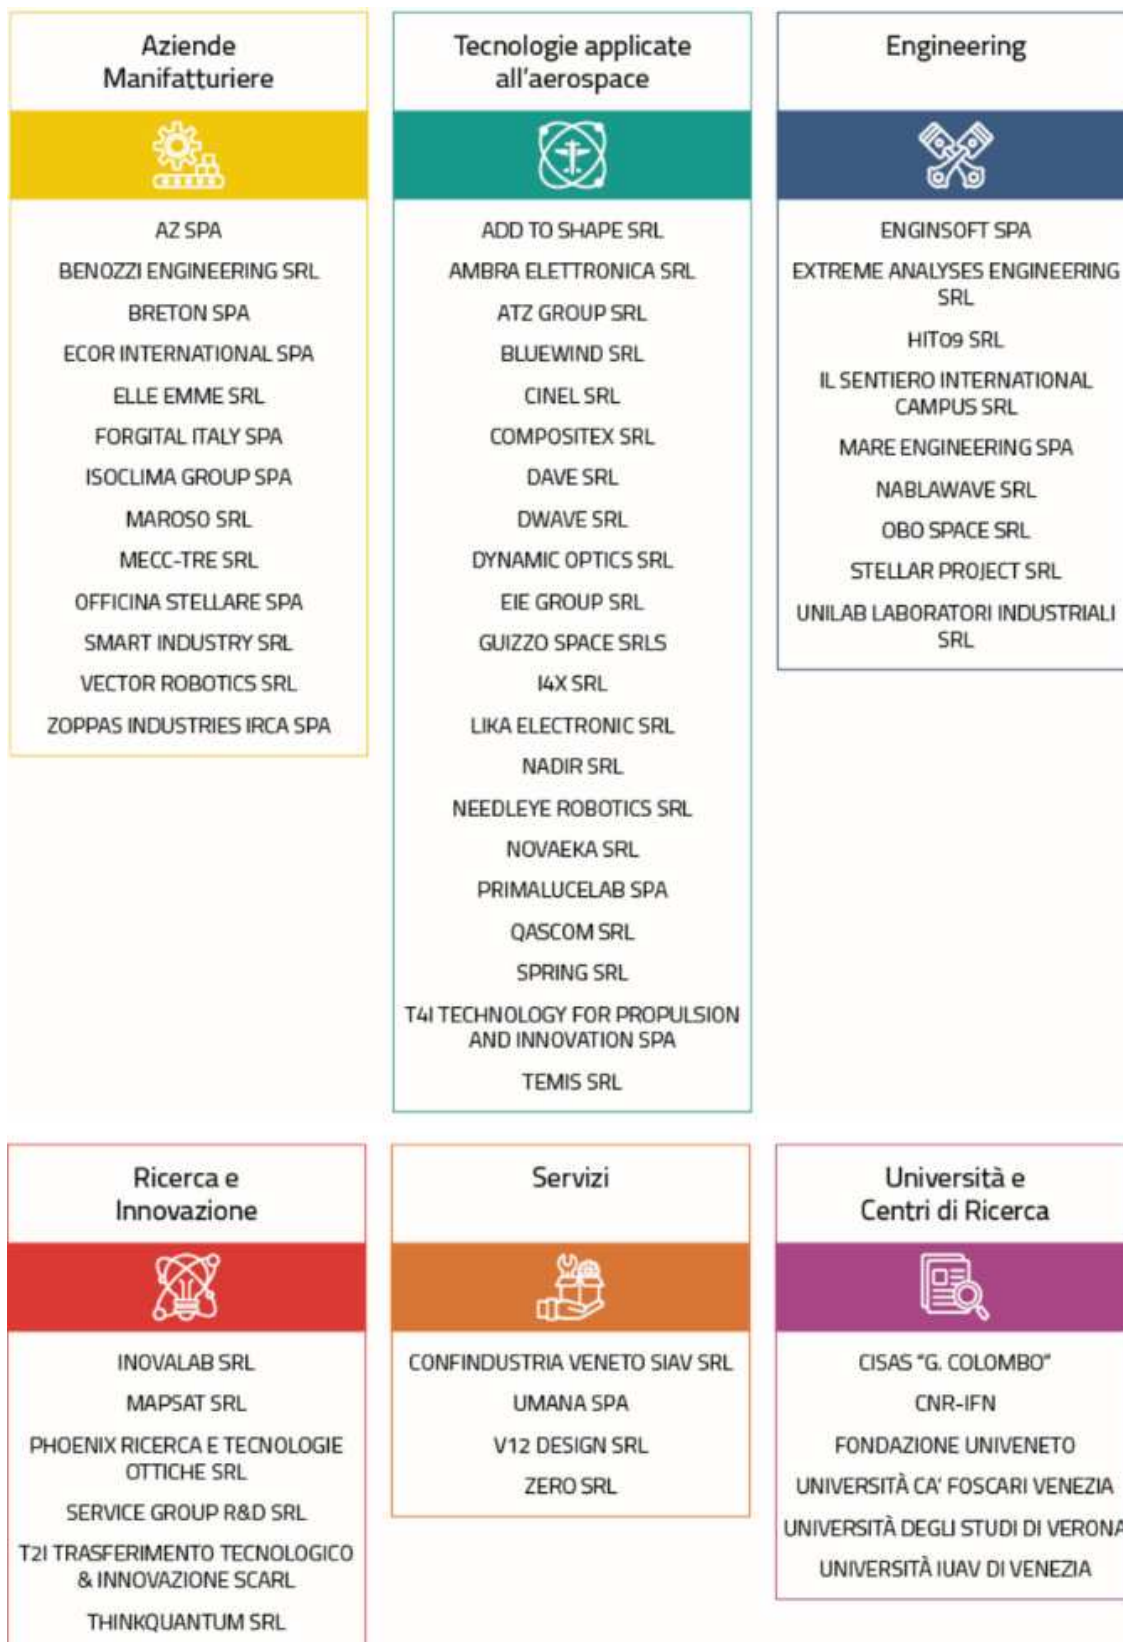 Aziende
Manifatturiere
AZ SPA
BENOZZI ENGINEERING SRL
BRETON SPA
ECOR INTERNATIONAL SPA
ELLE EMME SRL
FORGITAL ITALY SPA
ISOCLIMA GROUP SPA
MAROSO SRL
MECC-TRE SRL
OFFICINA STELLARE SPA
SMART INDUSTRY SRL
VECTOR ROBOTICS SRL
ZOPPAS INDUSTRIES IRCA SPA
Tecnologie applicate
all'aerospace
ADD TO SHAPE SRL
AMBRA ELETTRONICA SRL
ATZ GROUP SRL
BLUEWIND SRL
CINEL SRL
COMPOSITEX SRL
DAVE SRL
DWAVE SRL
DYNAMIC OPTICS SRL
EIE GROUP SRL
GUIZZO SPACE SRLS
I4X SRL
LIKA ELECTRONIC SRL
NADIR SRL
NEEDLEYE ROBOTICS SRL
NOVAEKA SRL
PRIMALUCELAB SPA
QASCOM SRL
SPRING SRL
T4I TECHNOLOGY FOR PROPULSION
AND INNOVATION SPA
TEMIS SRL
Engineering
ENGINSOFT SPA
EXTREME ANALYSES ENGINEERING
SRL
HIT09 SRL
IL SENTIERO INTERNATIONAL
CAMPUS SRL
MARE ENGINEERING SPA
NABLAWAVE SRL
OBO SPACE SRL
STELLAR PROJECT SRL
UNILAB LABORATORI INDUSTRIALI
SRL
Ricerca e
Innovazione
INOVALAB SRL
MAPSAT SRL
PHOENIX RICERCA E TECNOLOGIE
OTTICHE SRL
SERVICE GROUP R&D SRL
T2I TRASFERIMENTO TECNOLOGICO
& INNOVAZIONE SCARL
THINKQUANTUM SRL
Servizi
CONFINDUSTRIA VENETO SIAV SRL
UMANA SPA
V12 DESIGN SRL
ZERO SRL
Università e
Centri di Ricerca
CISAS "G. COLOMBO"
CNR-IFN
FONDAZIONE UNIVENETO
UNIVERSITÀ CA' FOSCARI VENEZIA
UNIVERSITÀ DEGLI STUDI DI VERONA
UNIVERSITÀ IUAV DI VENEZIA